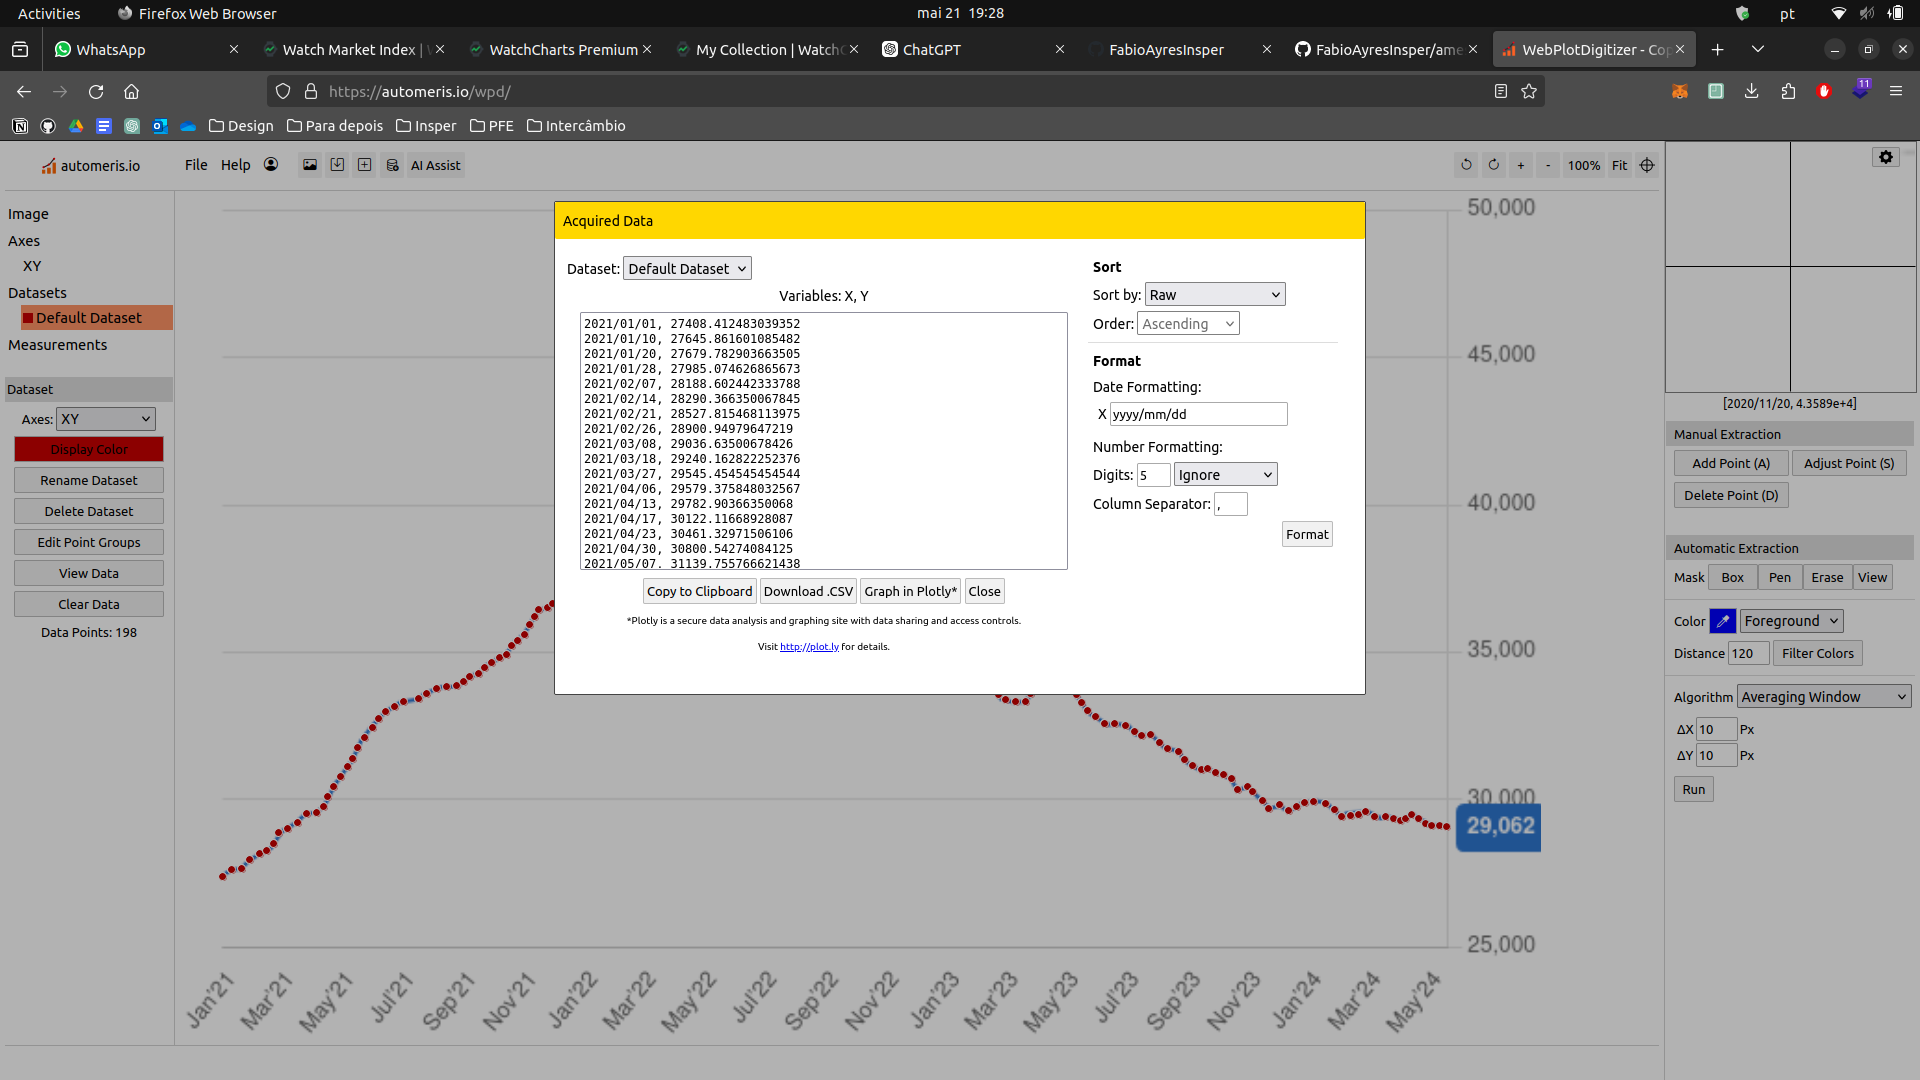 Activities
Firefox Web Browser
mai 21 19:28
pt
WhatsApp
Watch Market Index | W
WatchCharts Premium
My Collection | WatchC
ChatGPT
FabioAyresInsper
FabioAyresInsper/ame
WebPlotDigitizer - Cop
https://automeris.io/wpd/
11
Design
Para depois
Insper
PFE
Intercâmbio
automeris.io
File
Help
AI Assist
+
-
100%
Fit
Image
Axes
XY
Datasets
Default Dataset
Measurements
Dataset
Axes: XY
Display Color
Rename Dataset
Delete Dataset
Edit Point Groups
View Data
Clear Data
Data Points: 198
Acquired Data
Dataset: Default Dataset
Variables: X, Y
2021/01/01, 27408.412483039352
2021/01/10, 27645.861601085482
2021/01/20, 27679.782903663505
2021/01/28, 27985.074626865673
2021/02/07, 28188.602442333788
2021/02/14, 28290.366350067845
2021/02/21, 28527.815468113975
2021/02/26, 28900.94979647219
2021/03/08, 29036.63500678426
2021/03/18, 29240.162822252376
2021/03/27, 29545.454545454544
2021/04/06, 29579.375848032567
2021/04/13, 29782.90366350068
2021/04/17, 30122.11668928087
2021/04/23, 30461.32971506106
2021/04/30, 30800.54274084125
2021/05/07, 31139.755766621438
Copy to Clipboard
Download .CSV
Graph in Plotly*
Close
*Plotly is a secure data analysis and graphing site with data sharing and access controls.
Visit http://plot.ly for details.
Sort
Sort by: Raw
Order: Ascending
Format
Date Formatting:
X yyyy/mm/dd
Number Formatting:
Digits: 5 Ignore
Column Separator: ,
Format
50,000
45,000
40,000
35,000
30,000
29,062
25,000
Jan'21
Mar'21
May'21
Jul'21
Sep'21
Nov'21
Jan'22
Mar'22
May'22
Jul'22
Sep'22
Nov'22
Jan'23
Mar'23
May'23
Jul'23
Sep'23
Nov'23
Jan'24
Mar'24
May'24
[2020/11/20, 4.3589e+4]
Manual Extraction
Add Point (A)
Adjust Point (S)
Delete Point (D)
Automatic Extraction
Mask Box Pen Erase View
Color Foreground
Distance 120 Filter Colors
Algorithm Averaging Window
ΔX 10 Px
ΔY 10 Px
Run